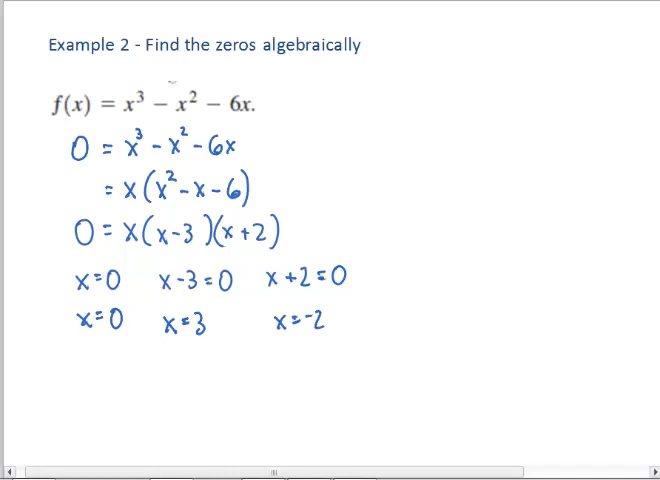 Example 2 - Find the zeros algebraically
f(x) = x³ − x² − 6x.
0 = x³ - x² - 6x
= x(x² - x - 6)
0 = x(x - 3)(x + 2)
x = 0 x - 3 = 0 x + 2 = 0
x = 0 x = 3 x = -2